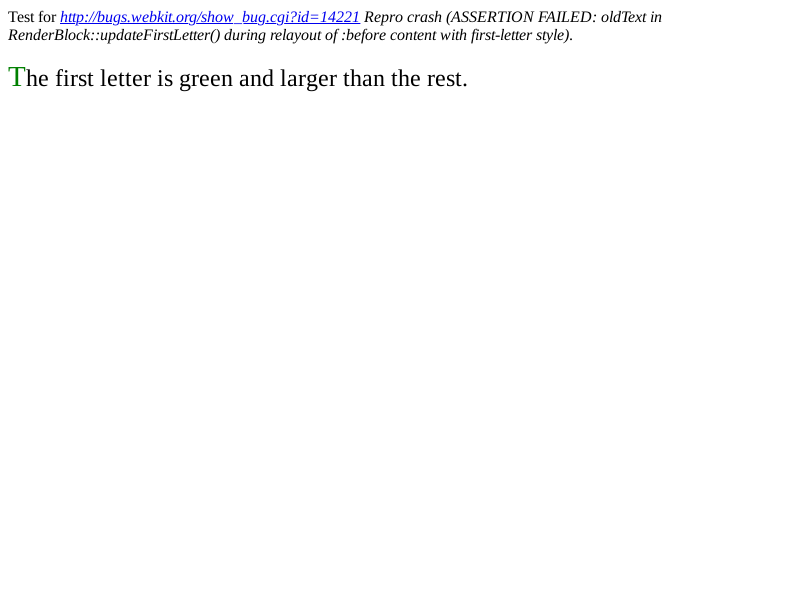 Test for http://bugs.webkit.org/show_bug.cgi?id=14221 Repro crash (ASSERTION FAILED: oldText in
RenderBlock::updateFirstLetter() during relayout of :before content with first-letter style).
The first letter is green and larger than the rest.